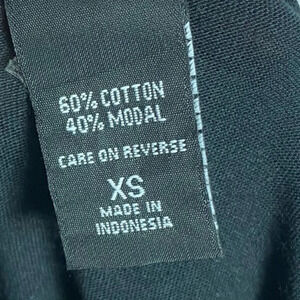 60% COTTON
40% MODAL
CARE ON REVERSE
XS
MADE IN
INDONESIA